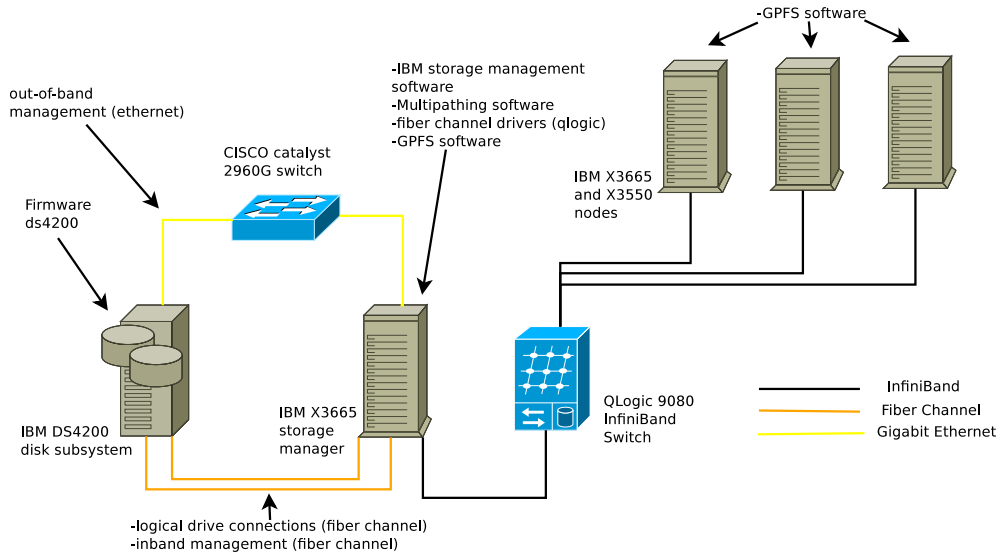 -GPFS software
-IBM storage management
software
-Multipathing software
-fiber channel drivers (qlogic)
-GPFS software
out-of-band
management (ethernet)
CISCO catalyst
2960G switch
IBM X3665
and X3550
nodes
Firmware
ds4200
IBM DS4200
disk subsystem
IBM X3665
storage
manager
QLogic 9080
InfiniBand
Switch
InfiniBand
Fiber Channel
Gigabit Ethernet
-logical drive connections (fiber channel)
-inband management (fiber channel)